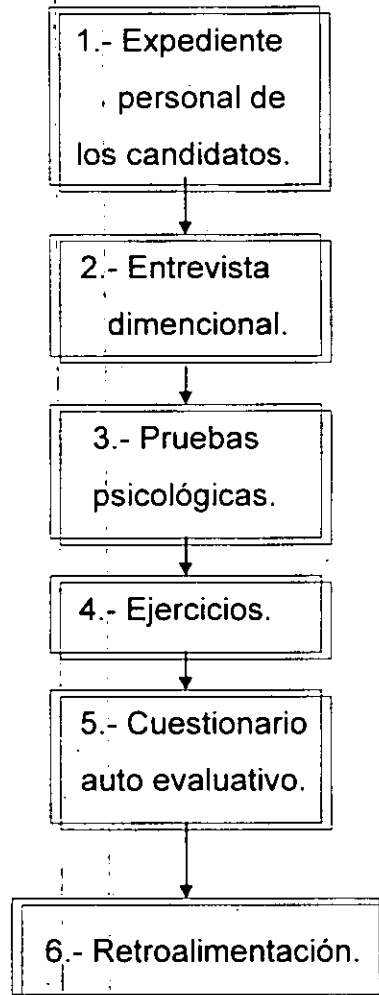 1.- Expediente
personal de
los candidatos.
2.- Entrevista
dimencional.
3.- Pruebas
psicológicas.
4.- Ejercicios.
5.- Cuestionario
auto evaluativo.
6.- Retroalimentación.